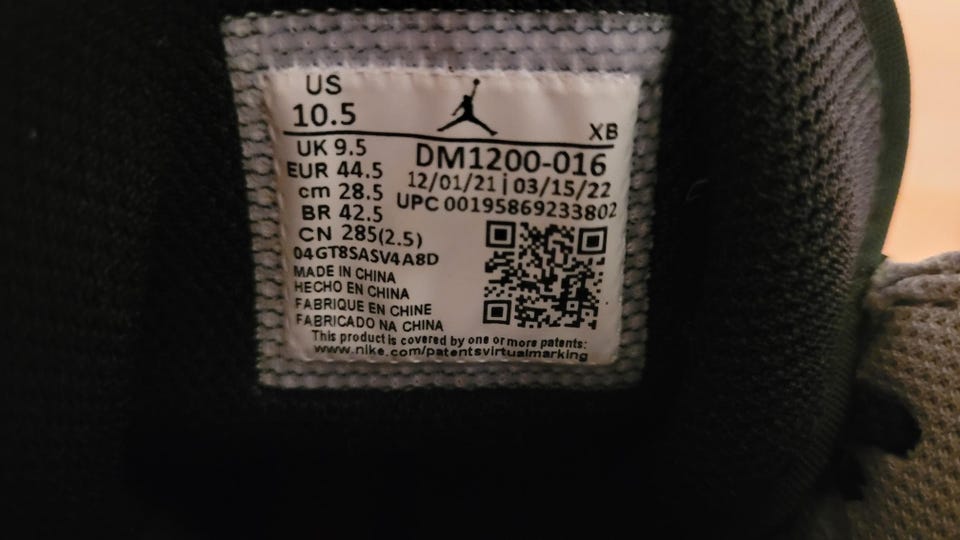 US
10.5
XB
UK 9.5
EUR 44.5
cm 28.5
BR 42.5
CN 285(2.5)
04GT8SASV4A8D
DM1200-016
12/01/21 | 03/15/22
UPC 00195869233802
MADE IN CHINA
HECHO EN CHINA
FABRIQUE EN CHINE
FABRICADO NA CHINA
This product is covered by one or more patents:
www.nike.com/patentsvirtualmarking